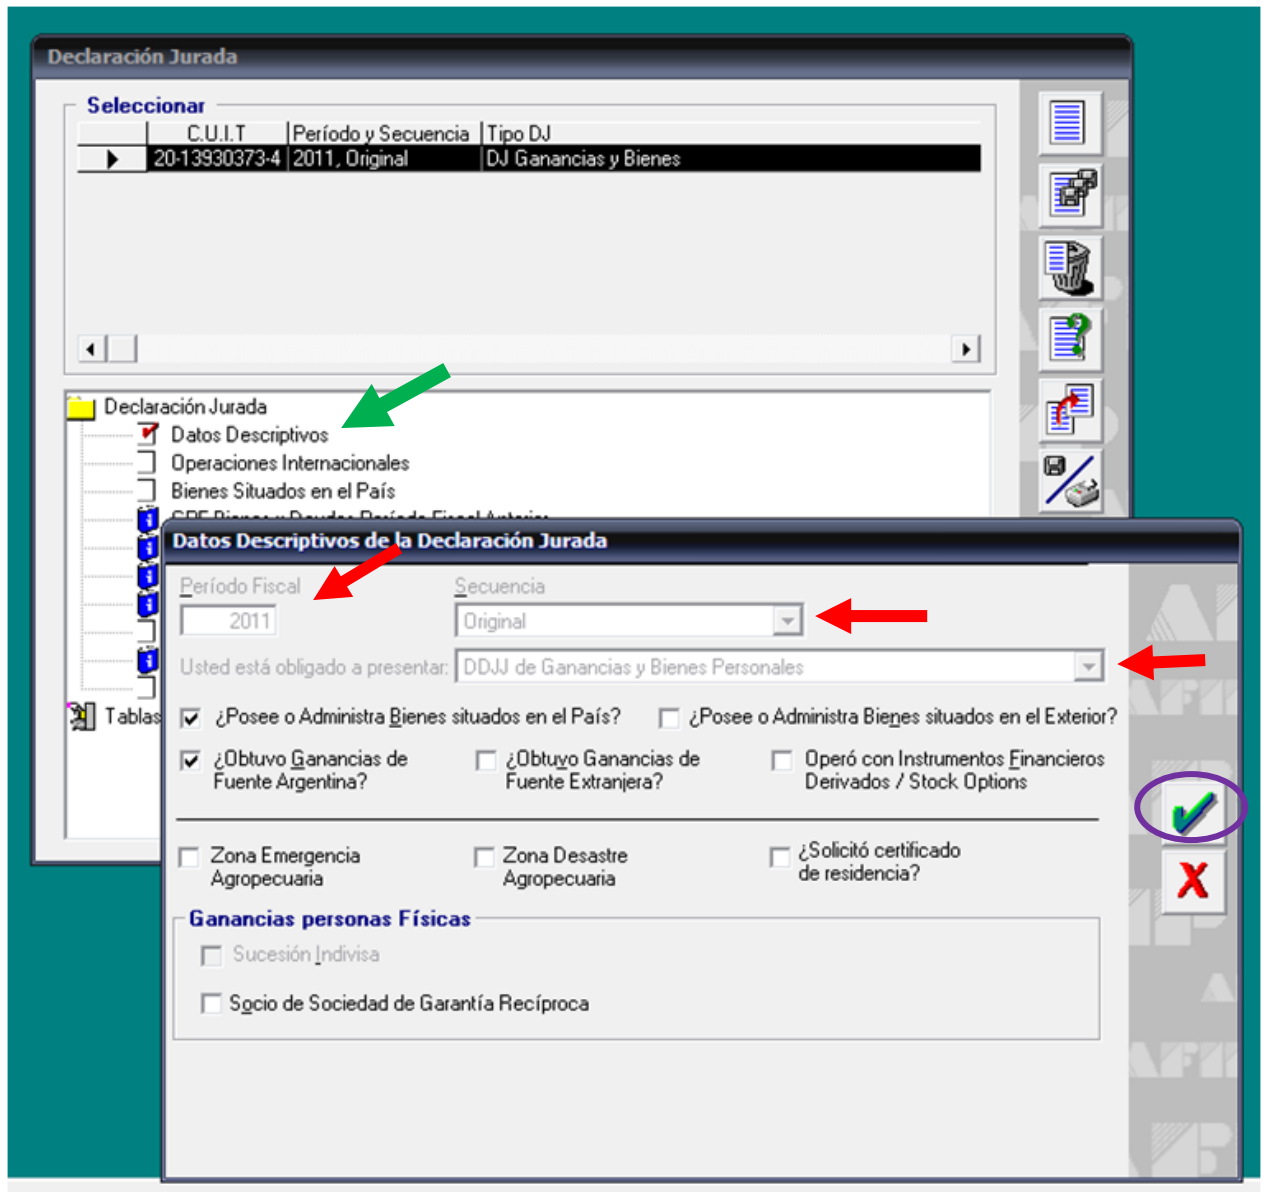 Declaración Jurada
Seleccionar
C.U.I.T Período y Secuencia Tipo DJ
20-13930373-4 2011, Original DJ Ganancias y Bienes
Declaración Jurada
Datos Descriptivos
Operaciones Internacionales
Bienes Situados en el País
Datos Descriptivos de la Declaración Jurada
Período Fiscal Secuencia
2011 Original
Usted está obligado a presentar: DDJJ de Ganancias y Bienes Personales
Tablas
¿Posee o Administra Bienes situados en el País? ¿Posee o Administra Bienes situados en el Exterior?
¿Obtuvo Ganancias de ¿Obtuvo Ganancias de Operó con Instrumentos Financieros
Fuente Argentina? Fuente Extranjera? Derivados / Stock Options
Zona Emergencia Zona Desastre ¿Solicitó certificado
Agropecuaria Agropecuaria de residencia?
Ganancias personas Físicas
Sucesión Indivisa
Socio de Sociedad de Garantía Recíproca